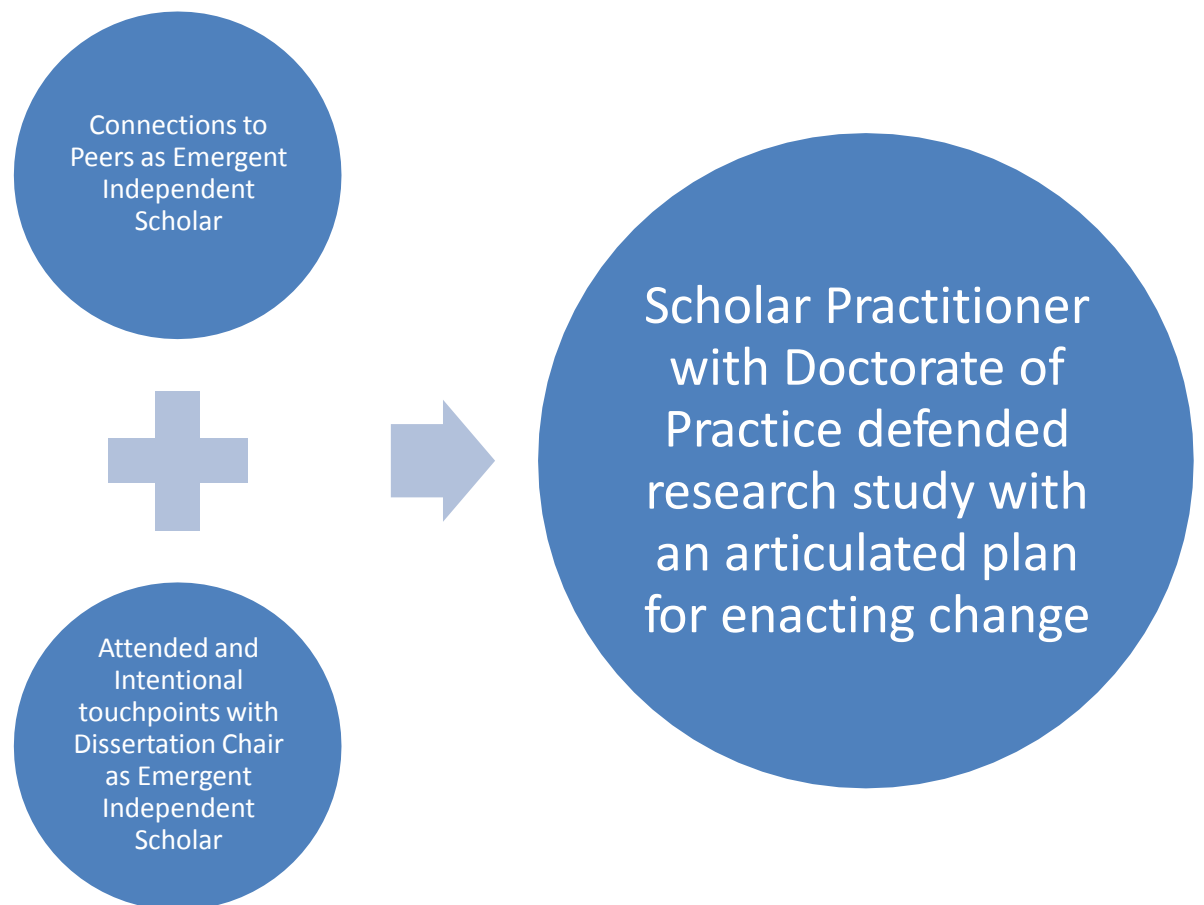 Connections to
Peers as Emergent
Independent
Scholar
Attended and
Intentional
touchpoints with
Dissertation Chair
as Emergent
Independent
Scholar
Scholar Practitioner
with Doctorate of
Practice defended
research study with
an articulated plan
for enacting change